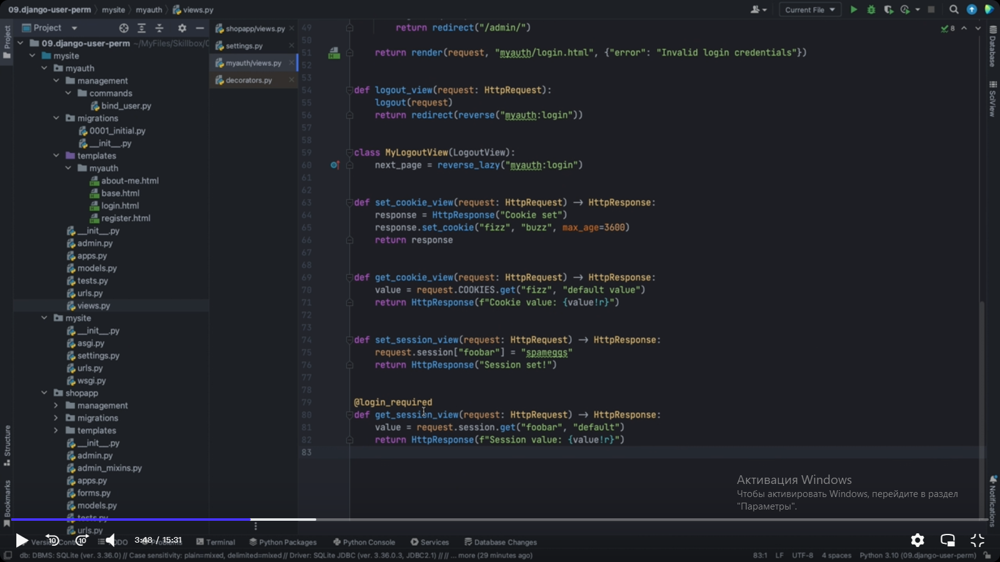 09.django-user-perm mysite myauth views.py
Current File
Project
Project
shopapp/views.py
settings.py
myauth/views.py
decorators.py
09.django-user-perm ~/MyFiles/Skillbox/
mysite
myauth
management
commands
bind_user.py
migrations
0001_initial.py
__init__.py
templates
myauth
about-me.html
base.html
login.html
register.html
__init__.py
admin.py
apps.py
models.py
tests.py
urls.py
views.py
mysite
__init__.py
asgi.py
settings.py
urls.py
wsgi.py
shopapp
management
migrations
templates
__init__.py
admin.py
admin_mixins.py
apps.py
forms.py
models.py
tests.py
urls.py
Structure
Bookmarks
8
49 return redirect("/admin/")
50
51 return render(request, "myauth/login.html", {"error": "Invalid login credentials"})
52
53
54 def logout_view(request: HttpRequest):
55 logout(request)
56 return redirect(reverse("myauth:login"))
57
58
59 class MyLogoutView(LogoutView):
60 next_page = reverse_lazy("myauth:login")
61
62
63 def set_cookie_view(request: HttpRequest) → HttpResponse:
64 response = HttpResponse("Cookie set")
65 response.set_cookie("fizz", "buzz", max_age=3600)
66 return response
67
68
69 def get_cookie_view(request: HttpRequest) → HttpResponse:
70 value = request.COOKIES.get("fizz", "default value")
71 return HttpResponse(f"Cookie value: {value!r}")
72
73
74 def set_session_view(request: HttpRequest) → HttpResponse:
75 request.session["foobar"] = "spameggs"
76 return HttpResponse("Session set!")
77
78
79 @login_required
80 def get_session_view(request: HttpRequest) → HttpResponse:
81 value = request.session.get("foobar", "default")
82 return HttpResponse(f"Session value: {value!r}")
83
Database
SciView
Notifications
Активация Windows
Чтобы активировать Windows, перейдите в раздел
"Параметры".
10 10 3:48 / 15:31
Terminal Python Packages Python Console Services Database Changes
db: DBMS: SQLite (ver. 3.36.0) // Case sensitivity: plain=mixed, delimited=mixed // Driver: SQLite JDBC (ver. 3.36.0.3, JDBC2.1) // // ... more (29 minutes ago)
83:1 LF UTF-8 4 spaces Python 3.10 (09.django-user-perm)